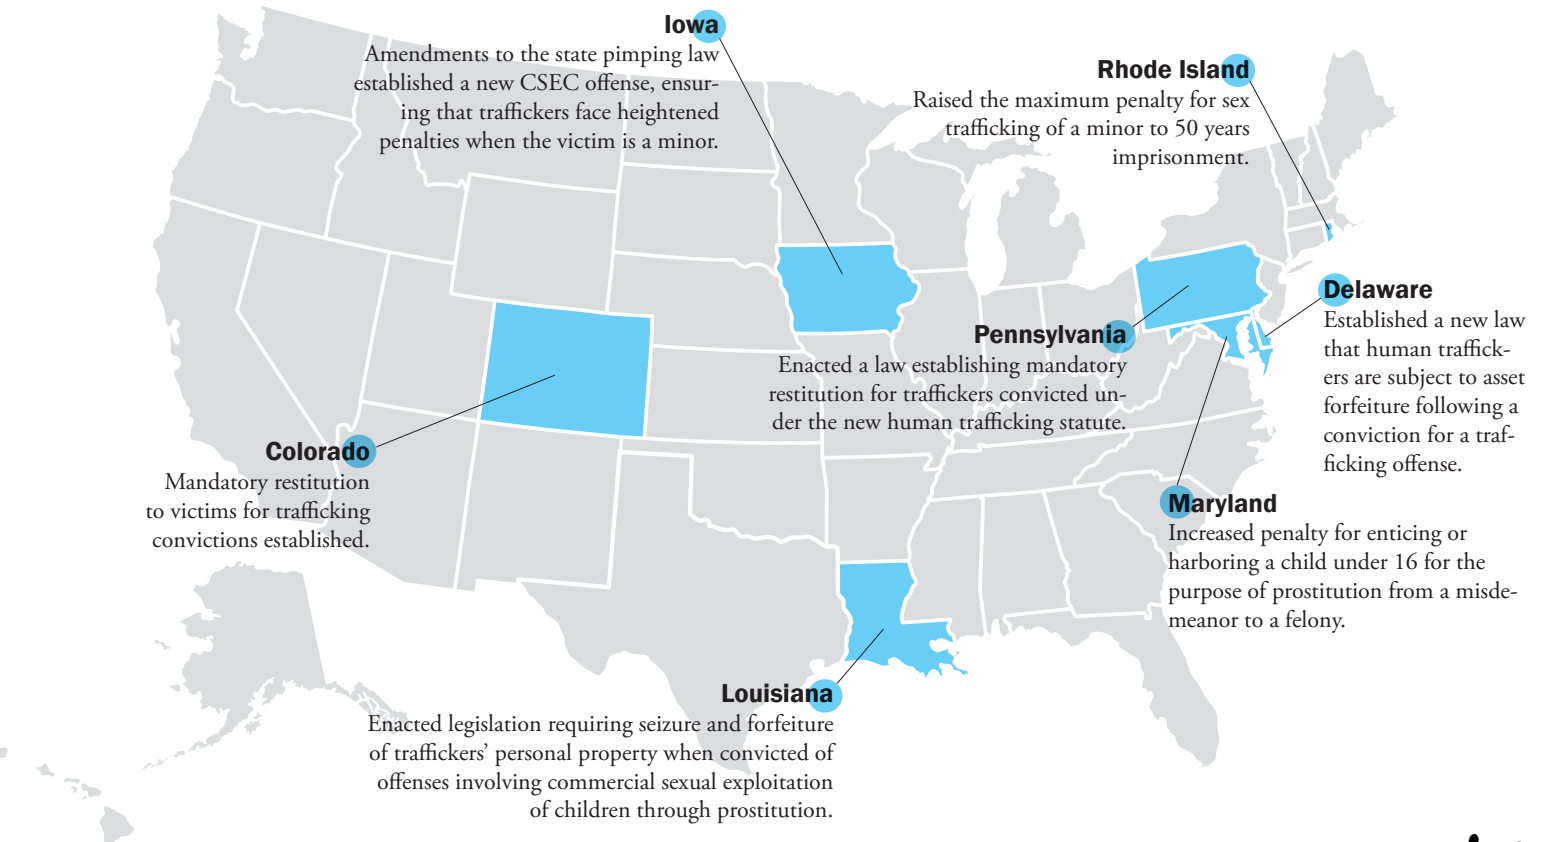 Iowa
Amendments to the state pimping law
established a new CSEC offense, ensur-
ing that traffickers face heightened
penalties when the victim is a minor.
Rhode Island
Raised the maximum penalty for sex
trafficking of a minor to 50 years
imprisonment.
Delaware
Established a new law
that human traffick-
ers are subject to asset
forfeiture following a
conviction for a traf-
ficking offense.
Pennsylvania
Enacted a law establishing mandatory
restitution for traffickers convicted un-
der the new human trafficking statute.
Colorado
Mandatory restitution
to victims for trafficking
convictions established.
Maryland
Increased penalty for enticing or
harboring a child under 16 for the
purpose of prostitution from a misde-
meanor to a felony.
Louisiana
Enacted legislation requiring seizure and forfeiture
of traffickers’ personal property when convicted of
offenses involving commercial sexual exploitation
of children through prostitution.